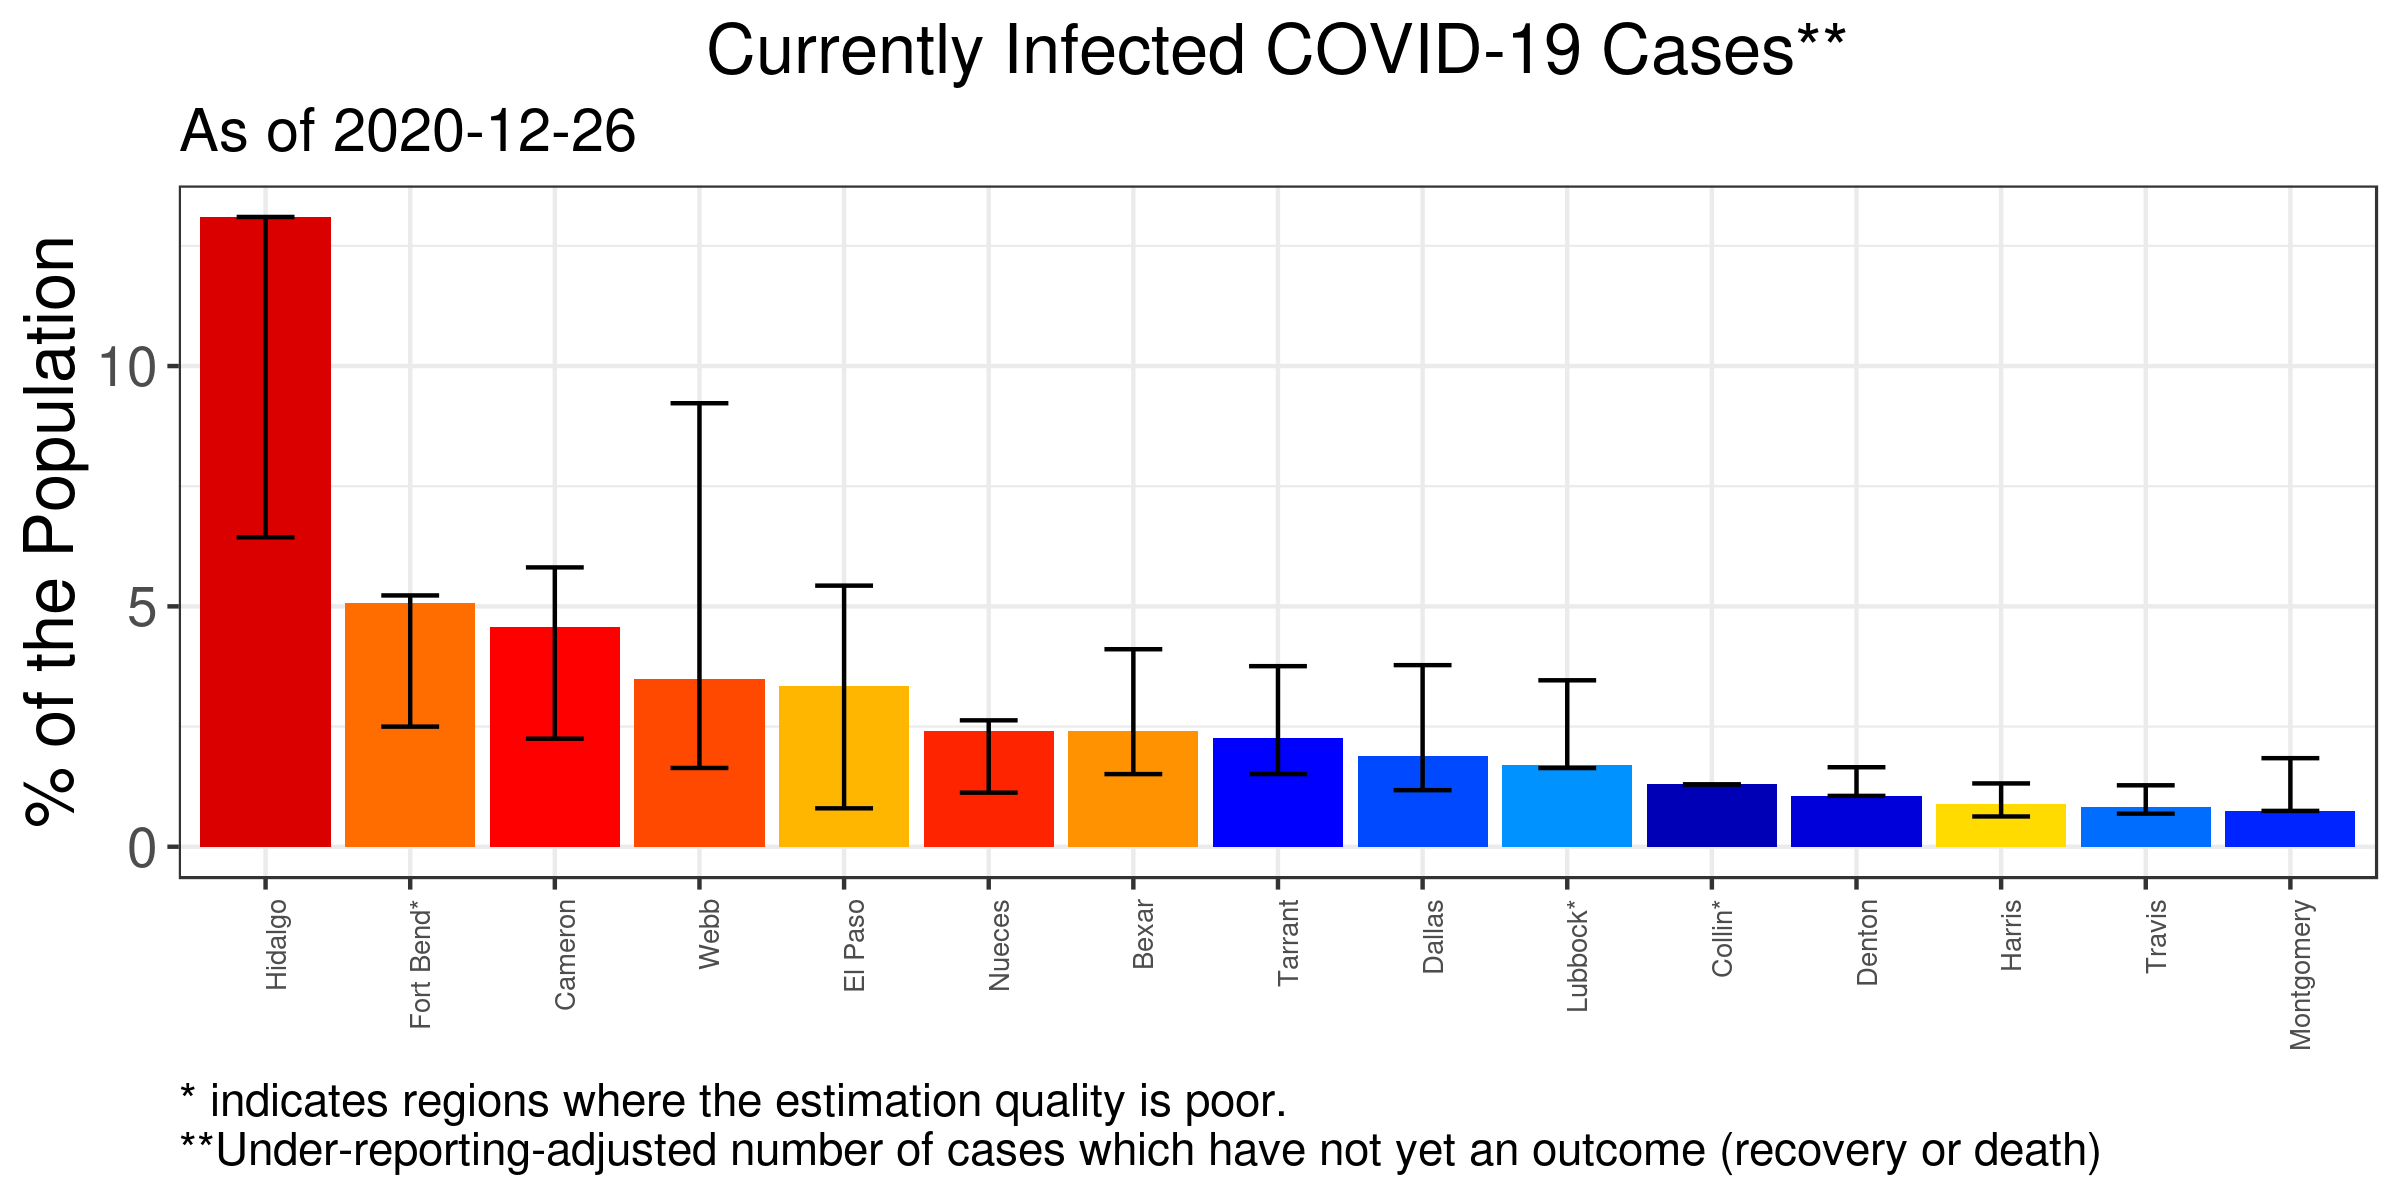 Currently Infected COVID-19 Cases**
As of 2020-12-26
% of the Population
10
5
0
Hidalgo
Fort Bend*
Cameron
Webb
El Paso
Nueces
Bexar
Tarrant
Dallas
Lubbock*
Collin*
Denton
Harris
Travis
Montgomery
* indicates regions where the estimation quality is poor.
**Under-reporting-adjusted number of cases which have not yet an outcome (recovery or death)